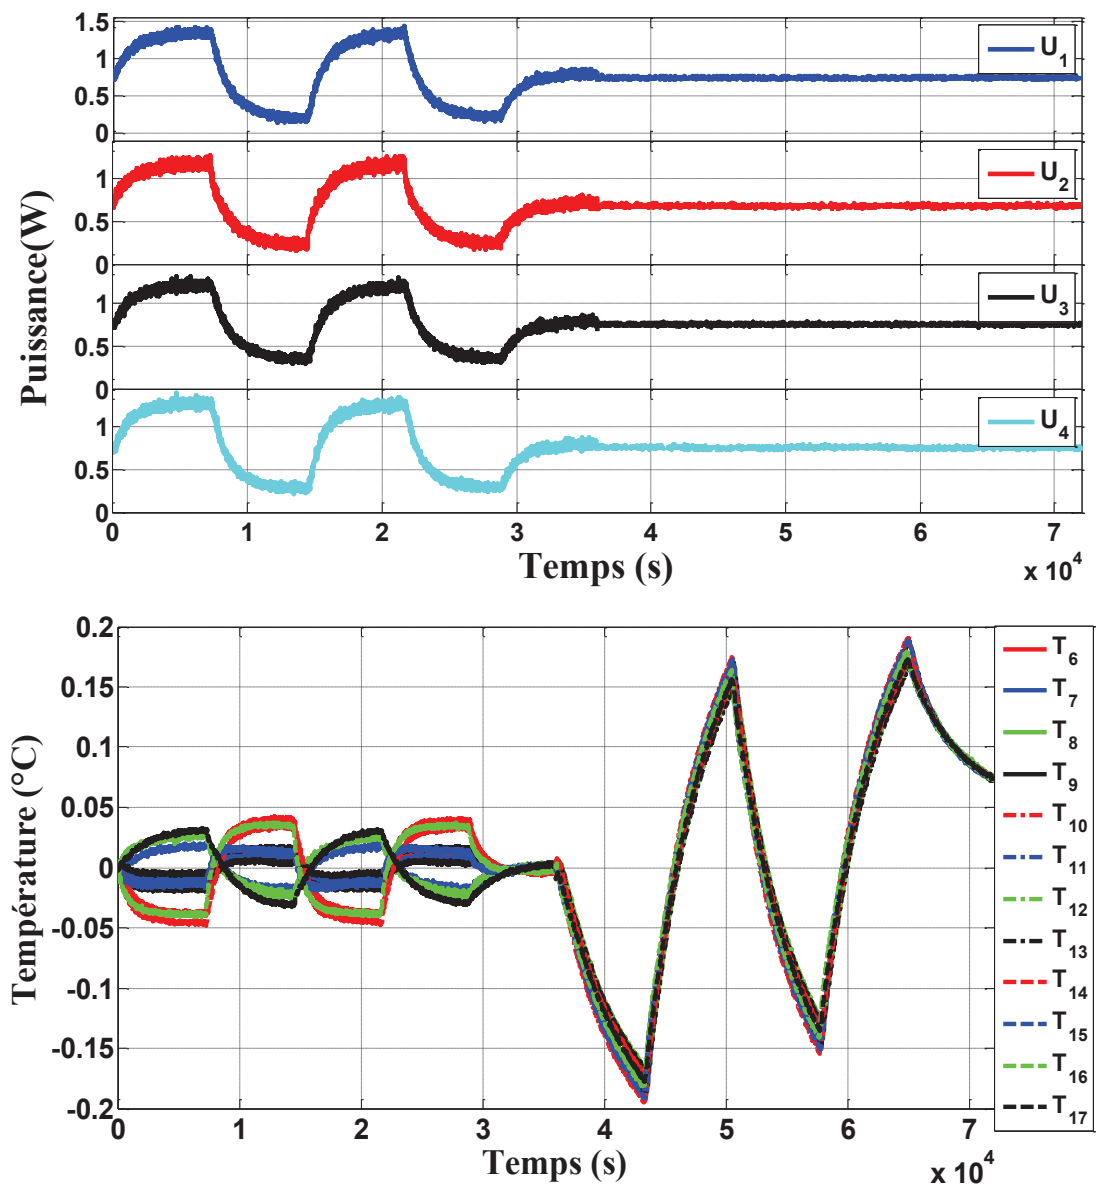 Puissance(W)
1.5
1
0.5
0
U1
1
0.5
0
U2
1
0.5
0
U3
1
0.5
0
U4
0 1 2 3 4 5 6 7
Temps (s)
x 10^4
Température (°C)
0.2
0.15
0.1
0.05
0
-0.05
-0.1
-0.15
-0.2
0 1 2 3 4 5 6 7
Temps (s)
x 10^4
T6
T7
T8
T9
T10
T11
T12
T13
T14
T15
T16
T17